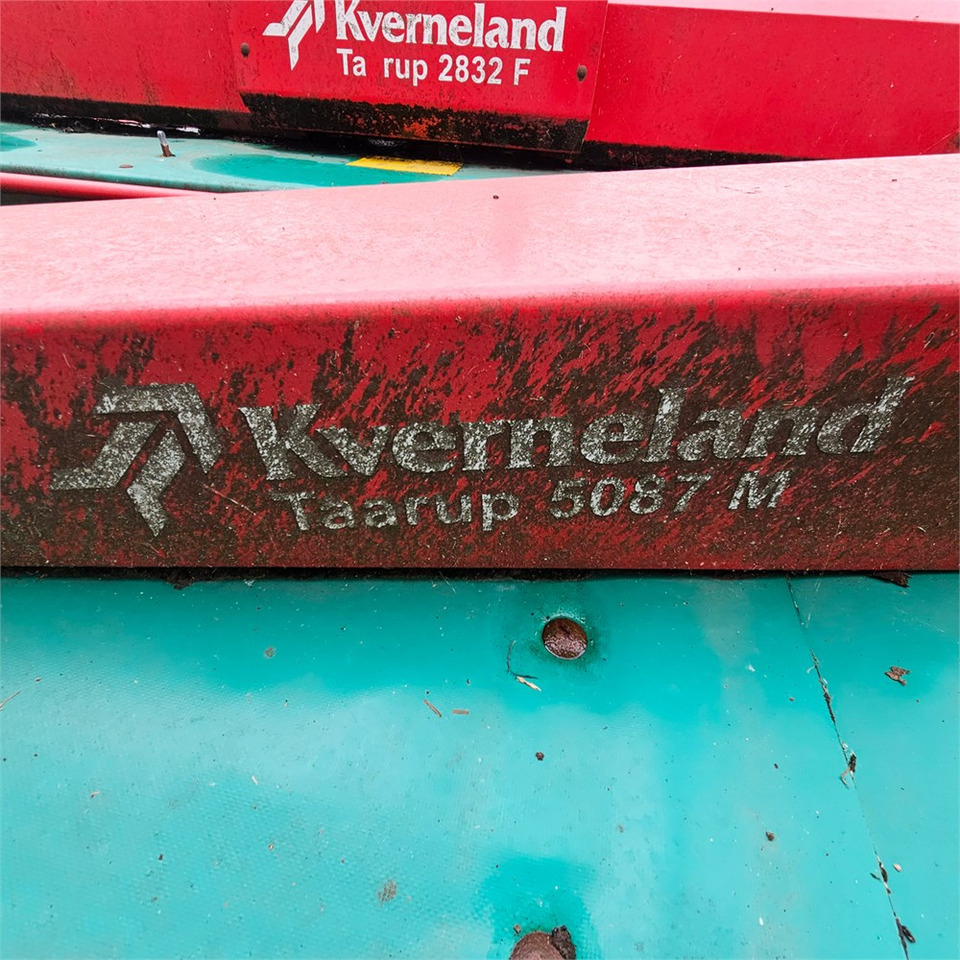 Kverneland
Ta rup 2832 F
Kverneland
Taarup 5087 M